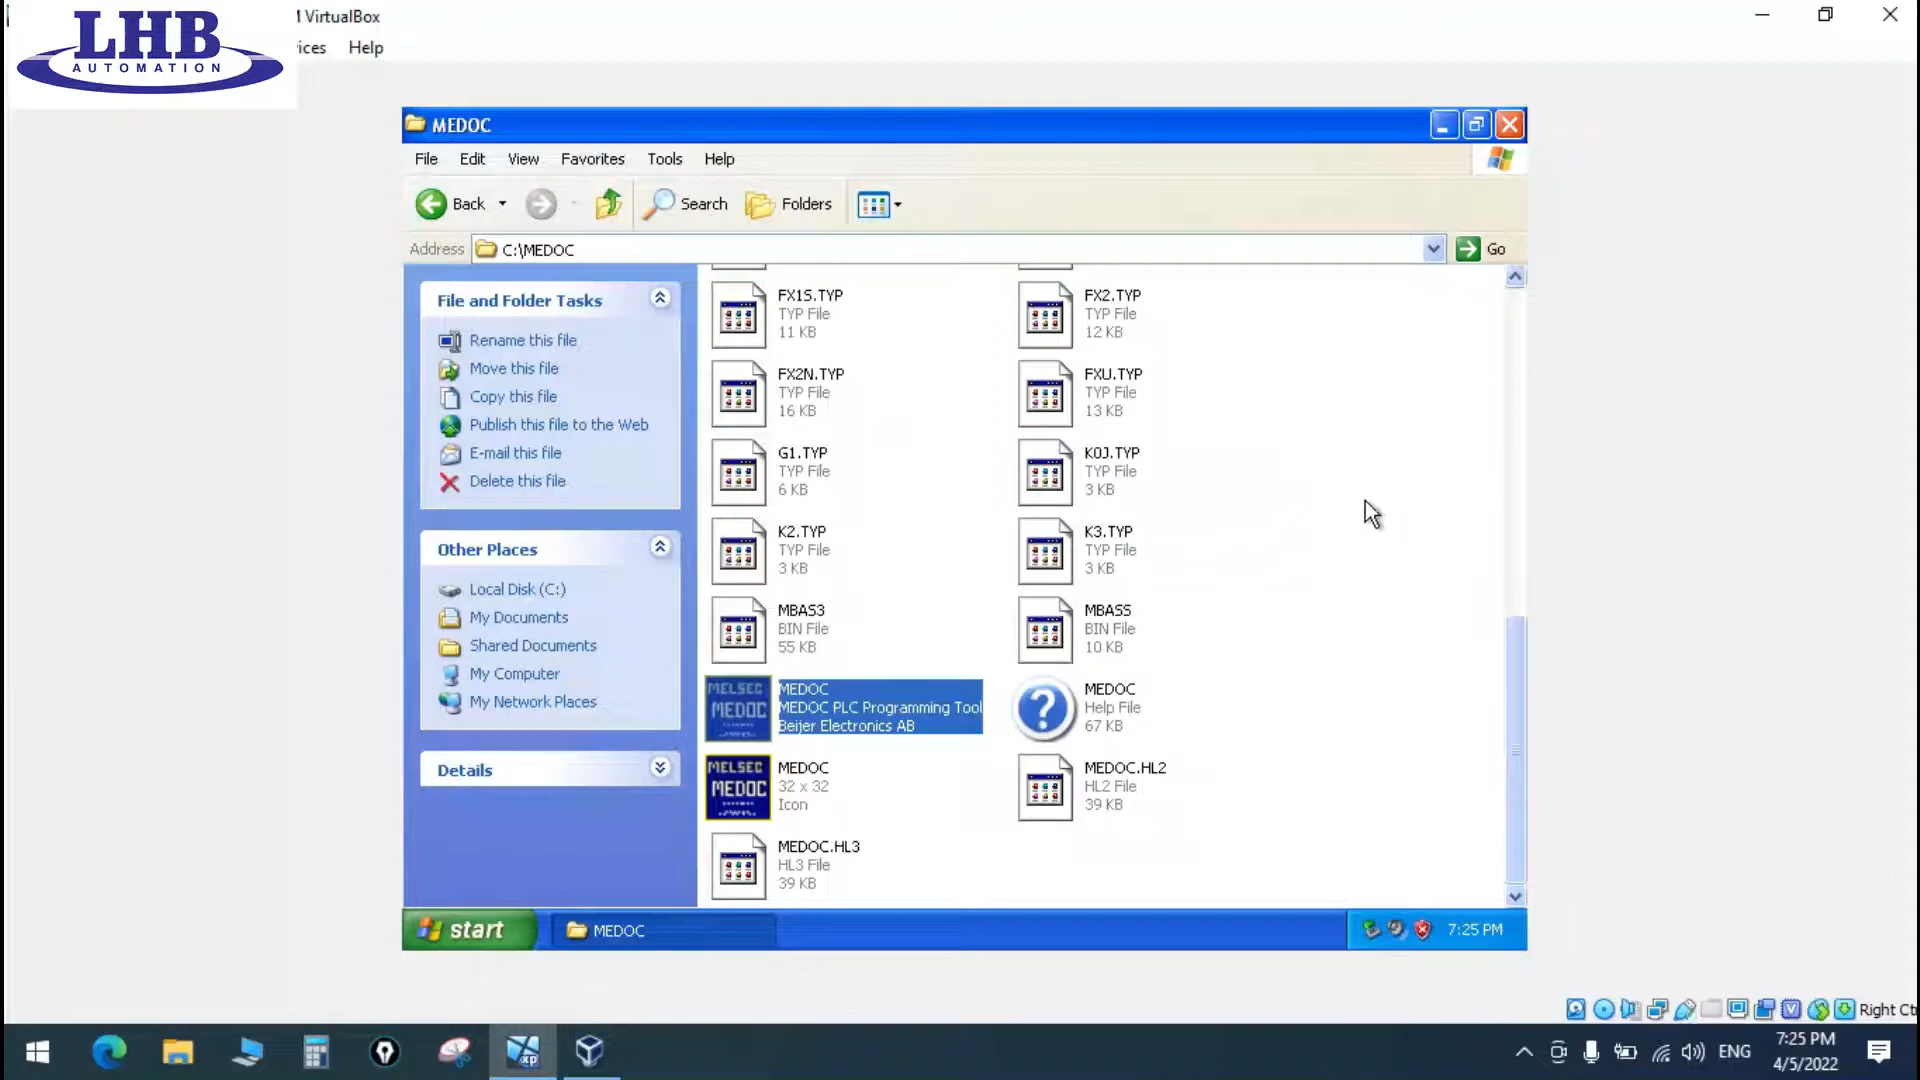 LHB
AUTOMATION
M VirtualBox
ices Help
MEDOC
File Edit View Favorites Tools Help
Back Search Folders
Address C:\MEDOC Go
File and Folder Tasks
Rename this file
Move this file
Copy this file
Publish this file to the Web
E-mail this file
Delete this file
Other Places
Local Disk (C:)
My Documents
Shared Documents
My Computer
My Network Places
Details
FX1S.TYP
TYP File
11 KB
FX2.TYP
TYP File
12 KB
FX2N.TYP
TYP File
16 KB
FXU.TYP
TYP File
13 KB
G1.TYP
TYP File
6 KB
K0J.TYP
TYP File
3 KB
K2.TYP
TYP File
3 KB
K3.TYP
TYP File
3 KB
MBAS3
BIN File
55 KB
MBASS
BIN File
10 KB
MELSEC
MEDOC
MEDOC
MEDOC PLC Programming Tool
Beijer Electronics AB
MEDOC
Help File
67 KB
MELSEC
MEDOC
MEDOC
32 x 32
Icon
MEDOC.HL2
HL2 File
39 KB
MEDOC.HL3
HL3 File
39 KB
start MEDOC 7:25 PM
Right Ct
xp
ENG
7:25 PM
4/5/2022